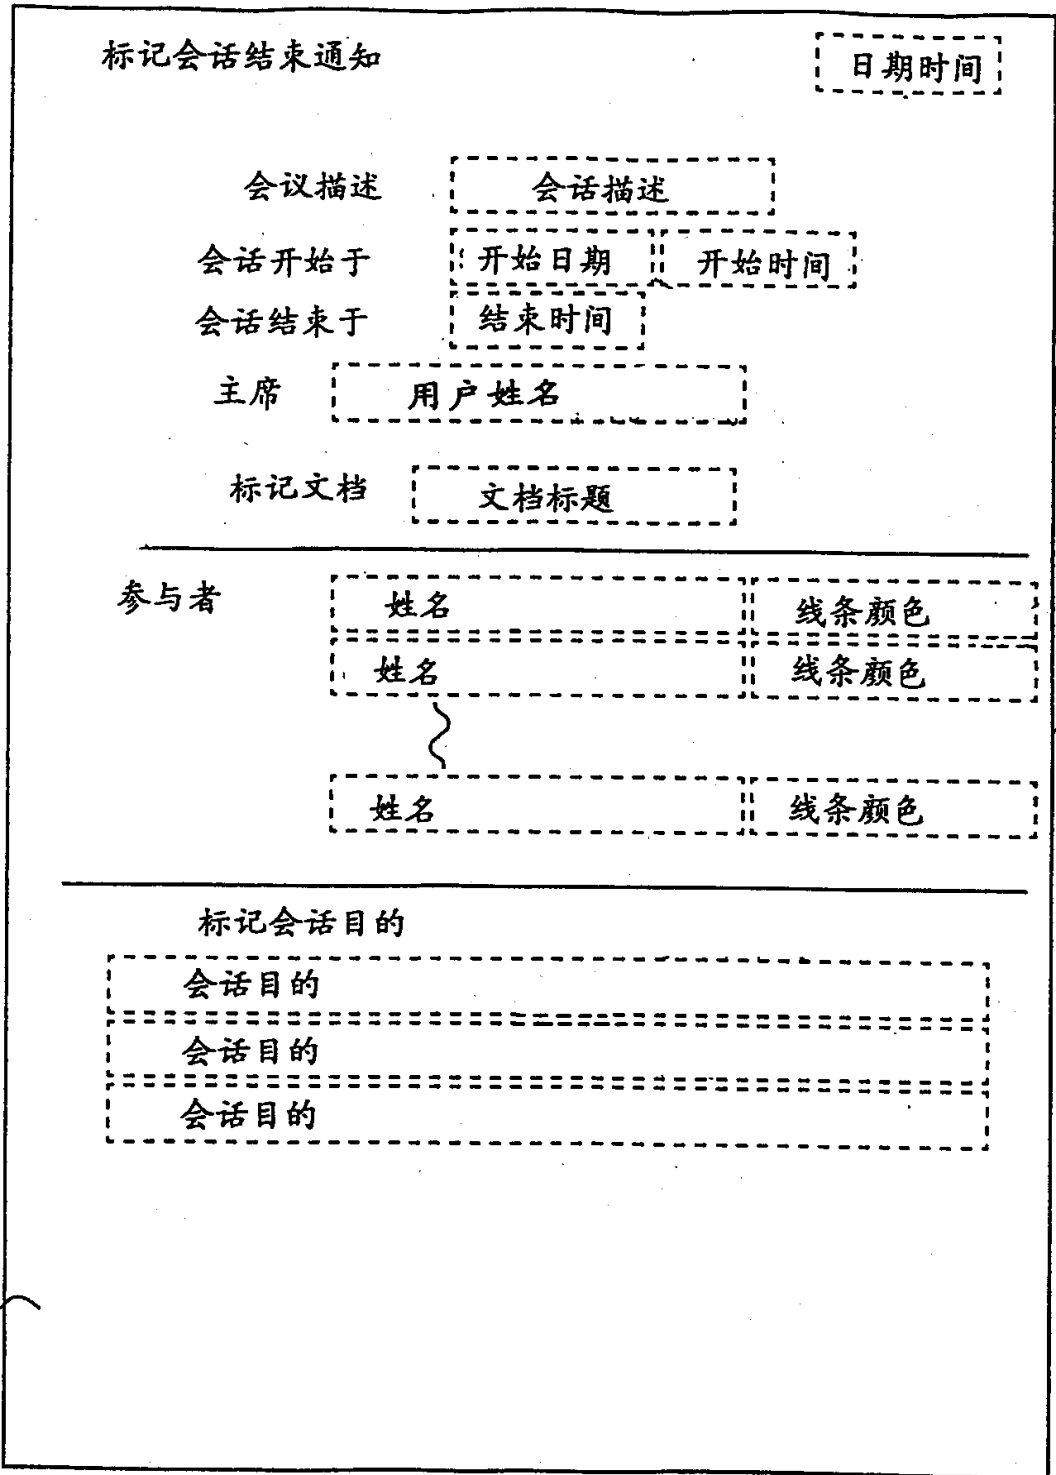 标记会话结束通知 日期时间
会议描述 会话描述
会话开始于 开始日期 开始时间
会话结束于 结束时间
主席 用户姓名
标记文档 文档标题
参与者 姓名 线条颜色
姓名 线条颜色
姓名 线条颜色
标记会话目的
会话目的
会话目的
会话目的